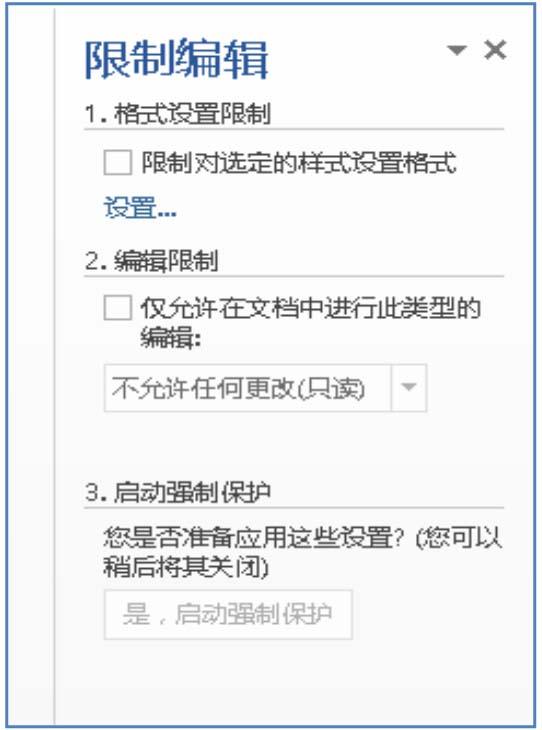 限制编辑
1. 格式设置限制
限制对选定的样式设置格式
设置...
2. 编辑限制
仅允许在文档中进行此类型的
编辑:
不允许任何更改(只读)
3. 启动强制保护
您是否准备应用这些设置? (您可以
稍后将其关闭)
是，启动强制保护